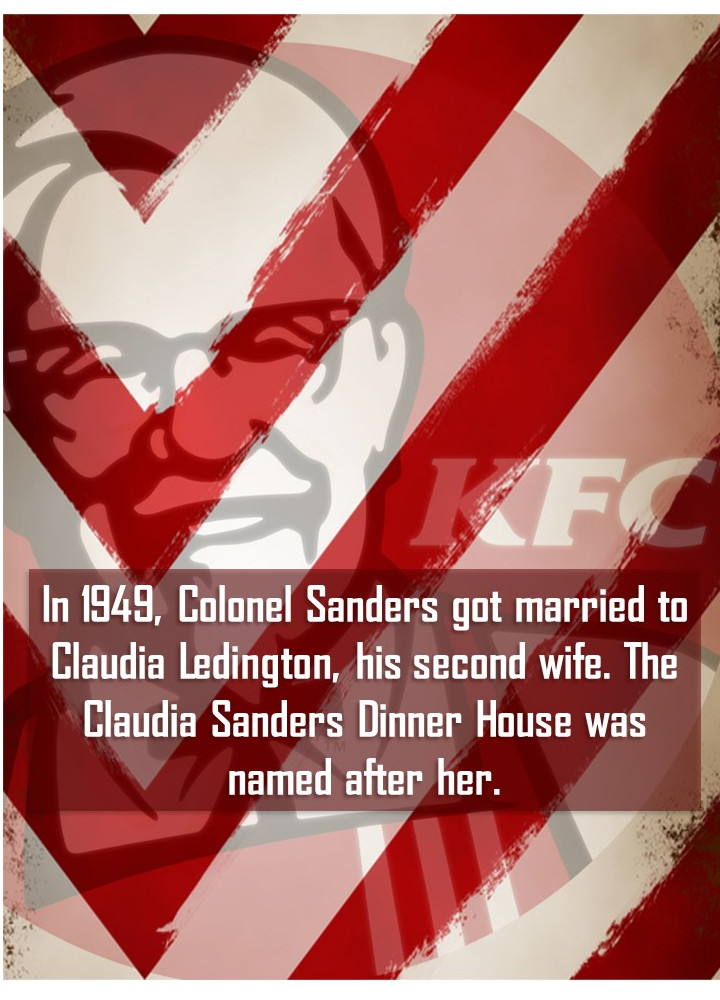 KFC
In 1949, Colonel Sanders got married to
Claudia Ledington, his second wife. The
Claudia Sanders Dinner House was
TM
named after her.